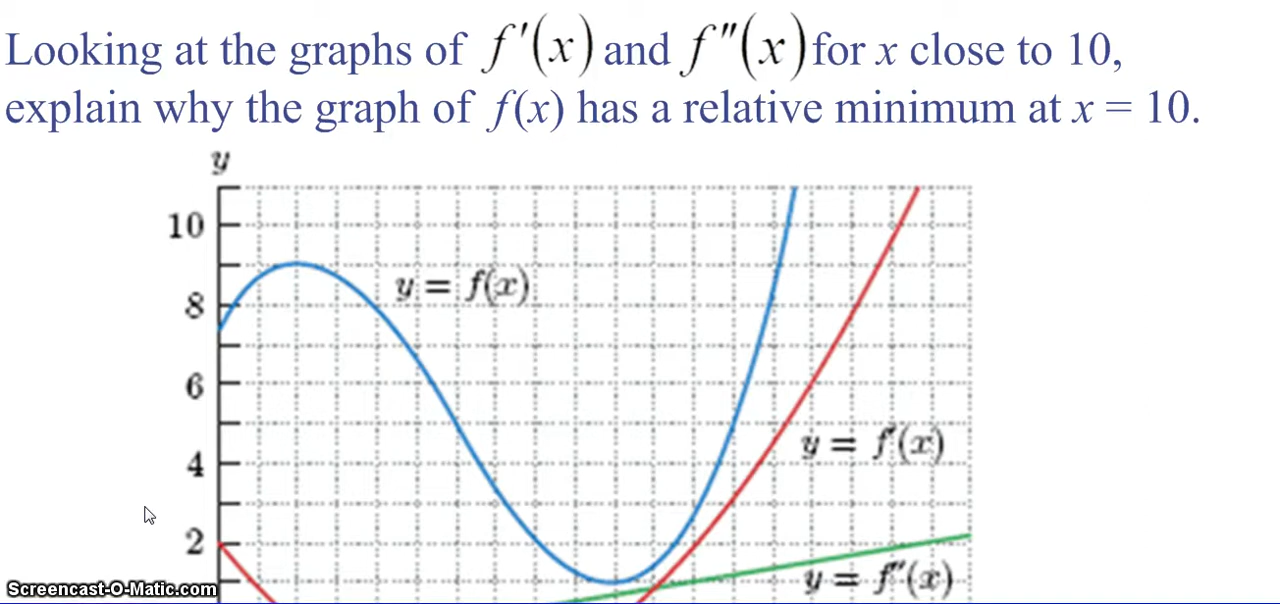 Looking at the graphs of f′(x) and f″(x) for x close to 10,
explain why the graph of f(x) has a relative minimum at x = 10.
y
10
y = f(x)
8
6
y = f′(x)
4
2
y = f″(x)
Screencast-O-Matic.com